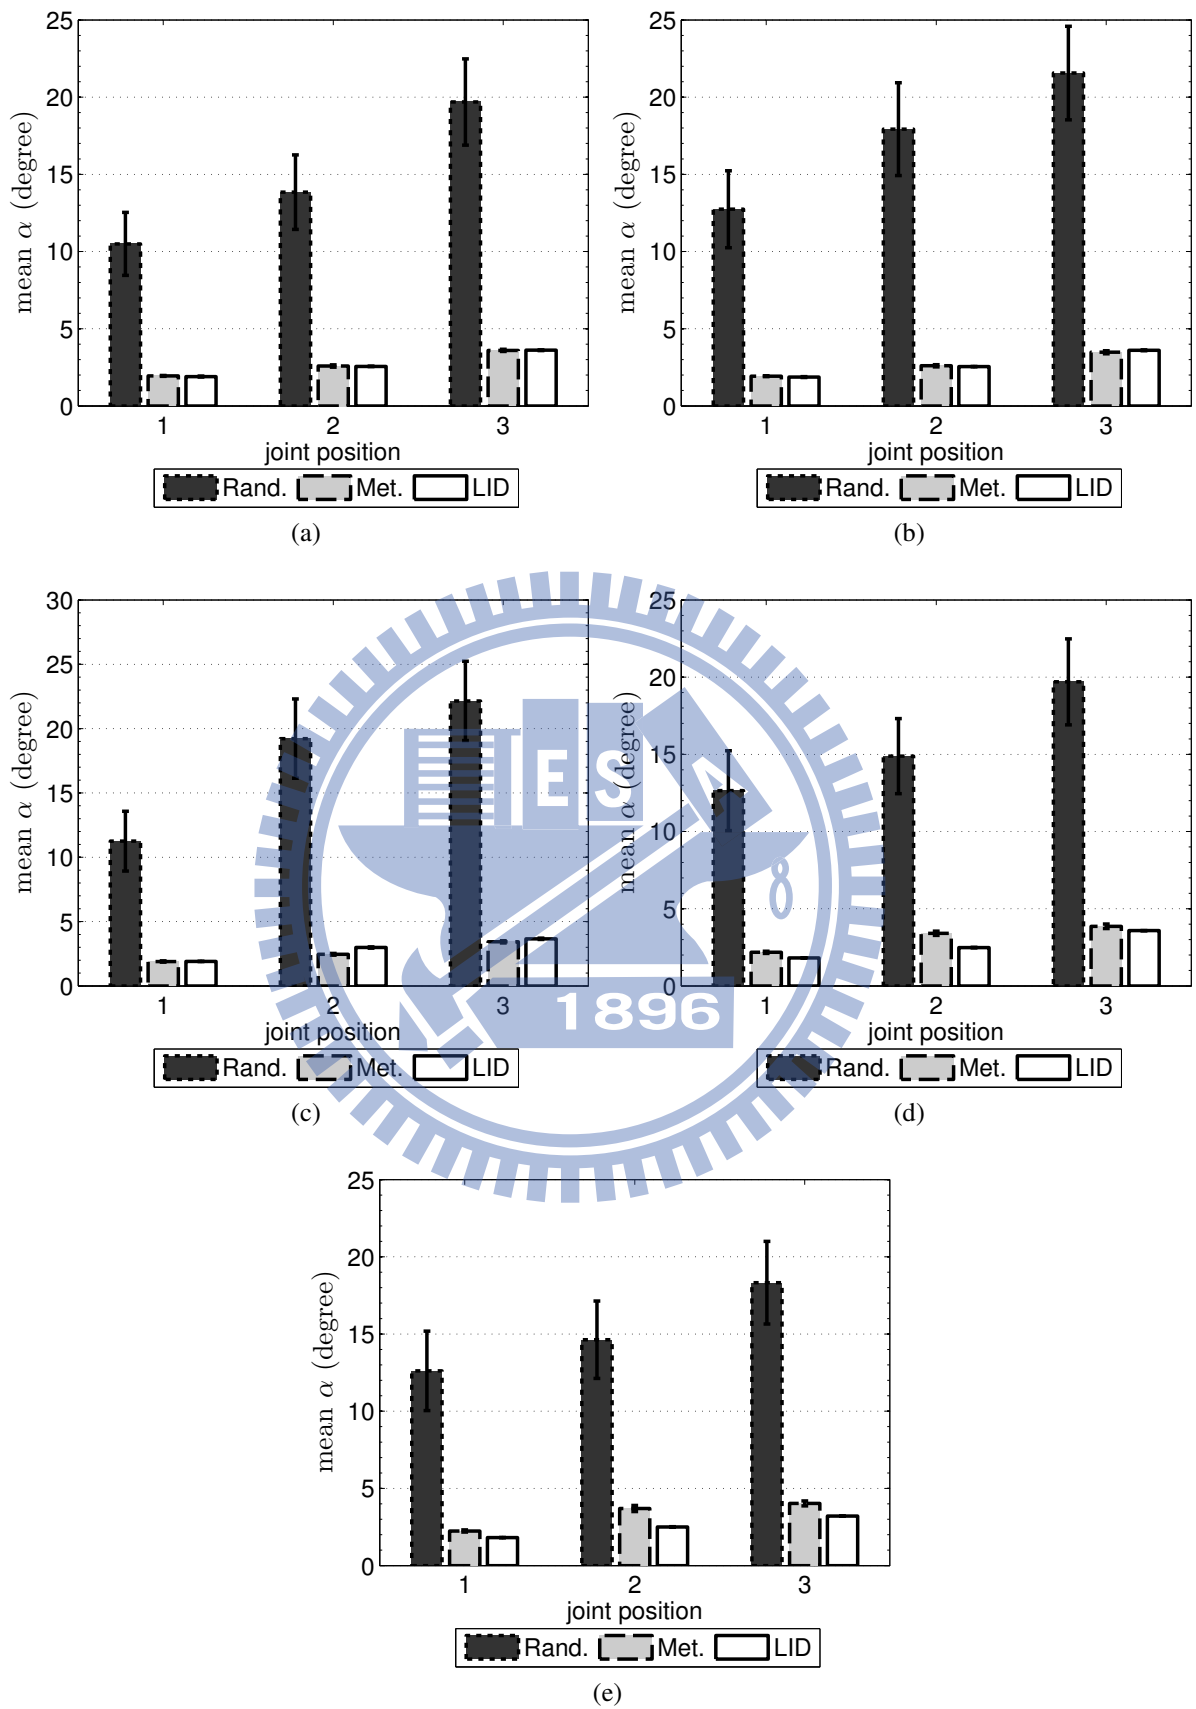 25
20
15
10
5
0
mean α (degree)
1 2 3
joint position
Rand. Met. LID
(a)
25
20
15
10
5
0
mean α (degree)
1 2 3
joint position
Rand. Met. LID
(b)
30
25
20
15
10
5
0
mean α (degree)
1 2 3
joint position
Rand. Met. LID
(c)
25
20
15
10
5
0
mean α (degree)
1 2 3
joint position
Rand. Met. LID
(d)
E S A
8
1896
25
20
15
10
5
0
mean α (degree)
1 2 3
joint position
Rand. Met. LID
(e)